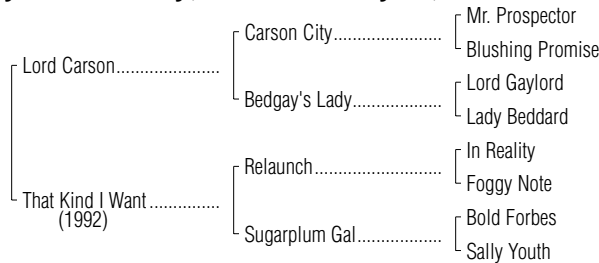 Mr. Prospector
Carson City.....................
Blushing Promise
Lord Carson.....................
Lord Gaylord
Bedgay's Lady.................
Lady Beddard
In Reality
Relaunch........................
Foggy Note
That Kind I Want..............
(1992)
Bold Forbes
Sugarplum Gal................
Sally Youth